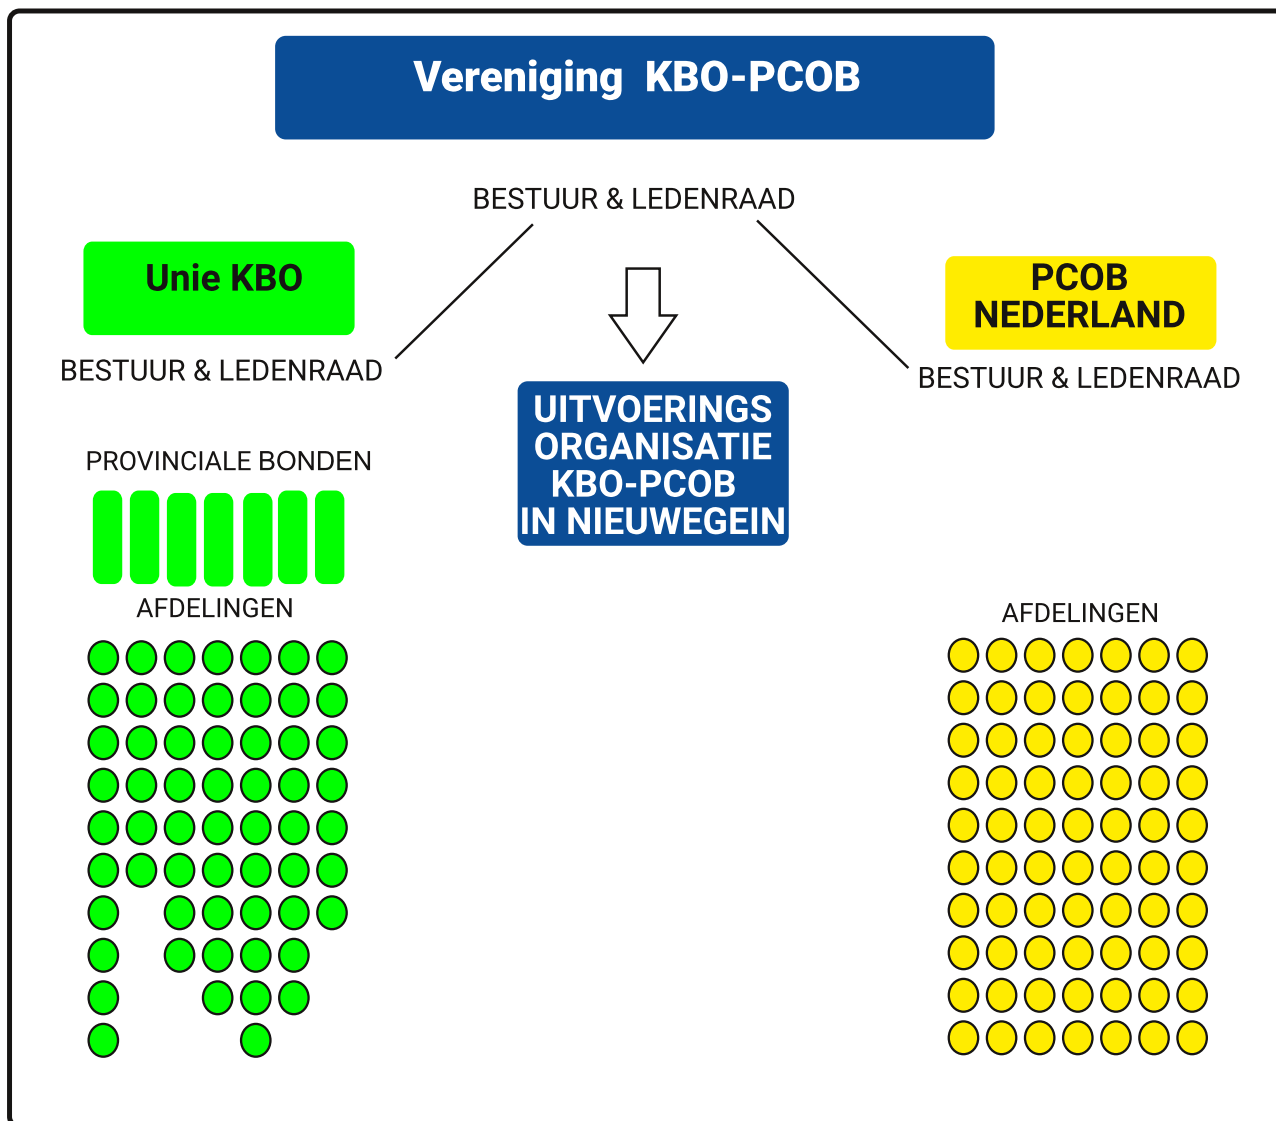 Vereniging KBO-PCOB
BESTUUR & LEDENRAAD
Unie KBO
BESTUUR & LEDENRAAD
PROVINCIALE BONDEN
AFDELINGEN
UITVOERINGS
ORGANISATIE
KBO-PCOB
IN NIEUWEGEIN
PCOB
NEDERLAND
BESTUUR & LEDENRAAD
AFDELINGEN